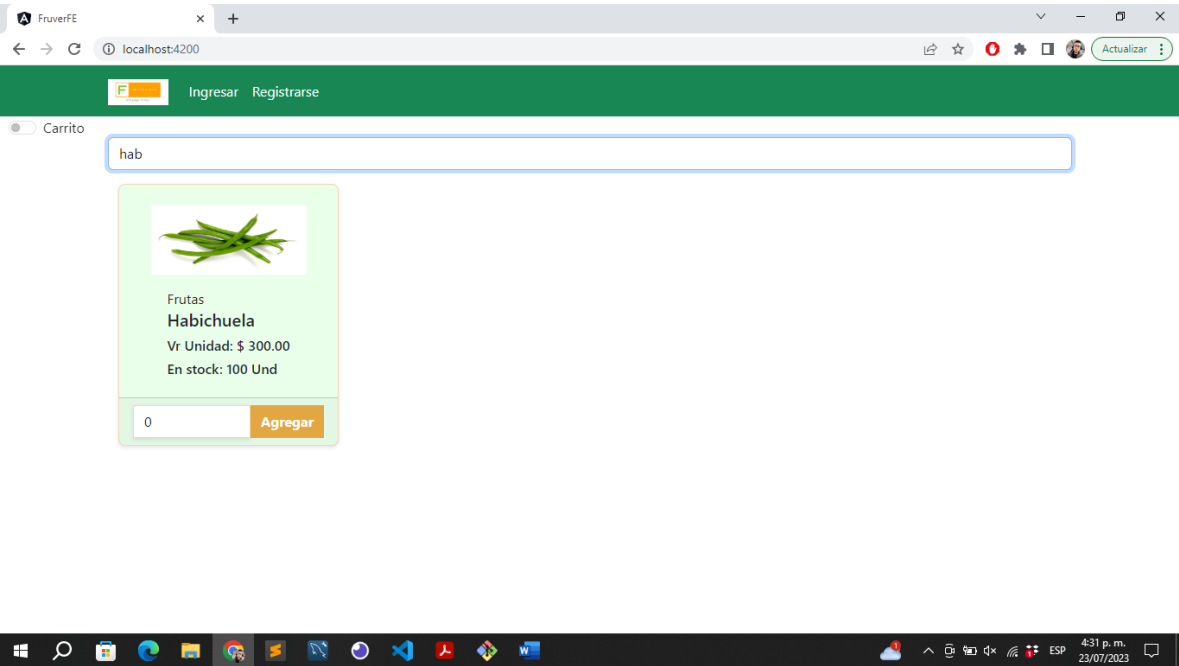 FruverFE
localhost:4200
Actualizar
F
Ingresar Registrarse
Carrito
hab
Frutas
Habichuela
Vr Unidad: $ 300.00
En stock: 100 Und
0 Agregar
ESP
4:31 p. m.
23/07/2023